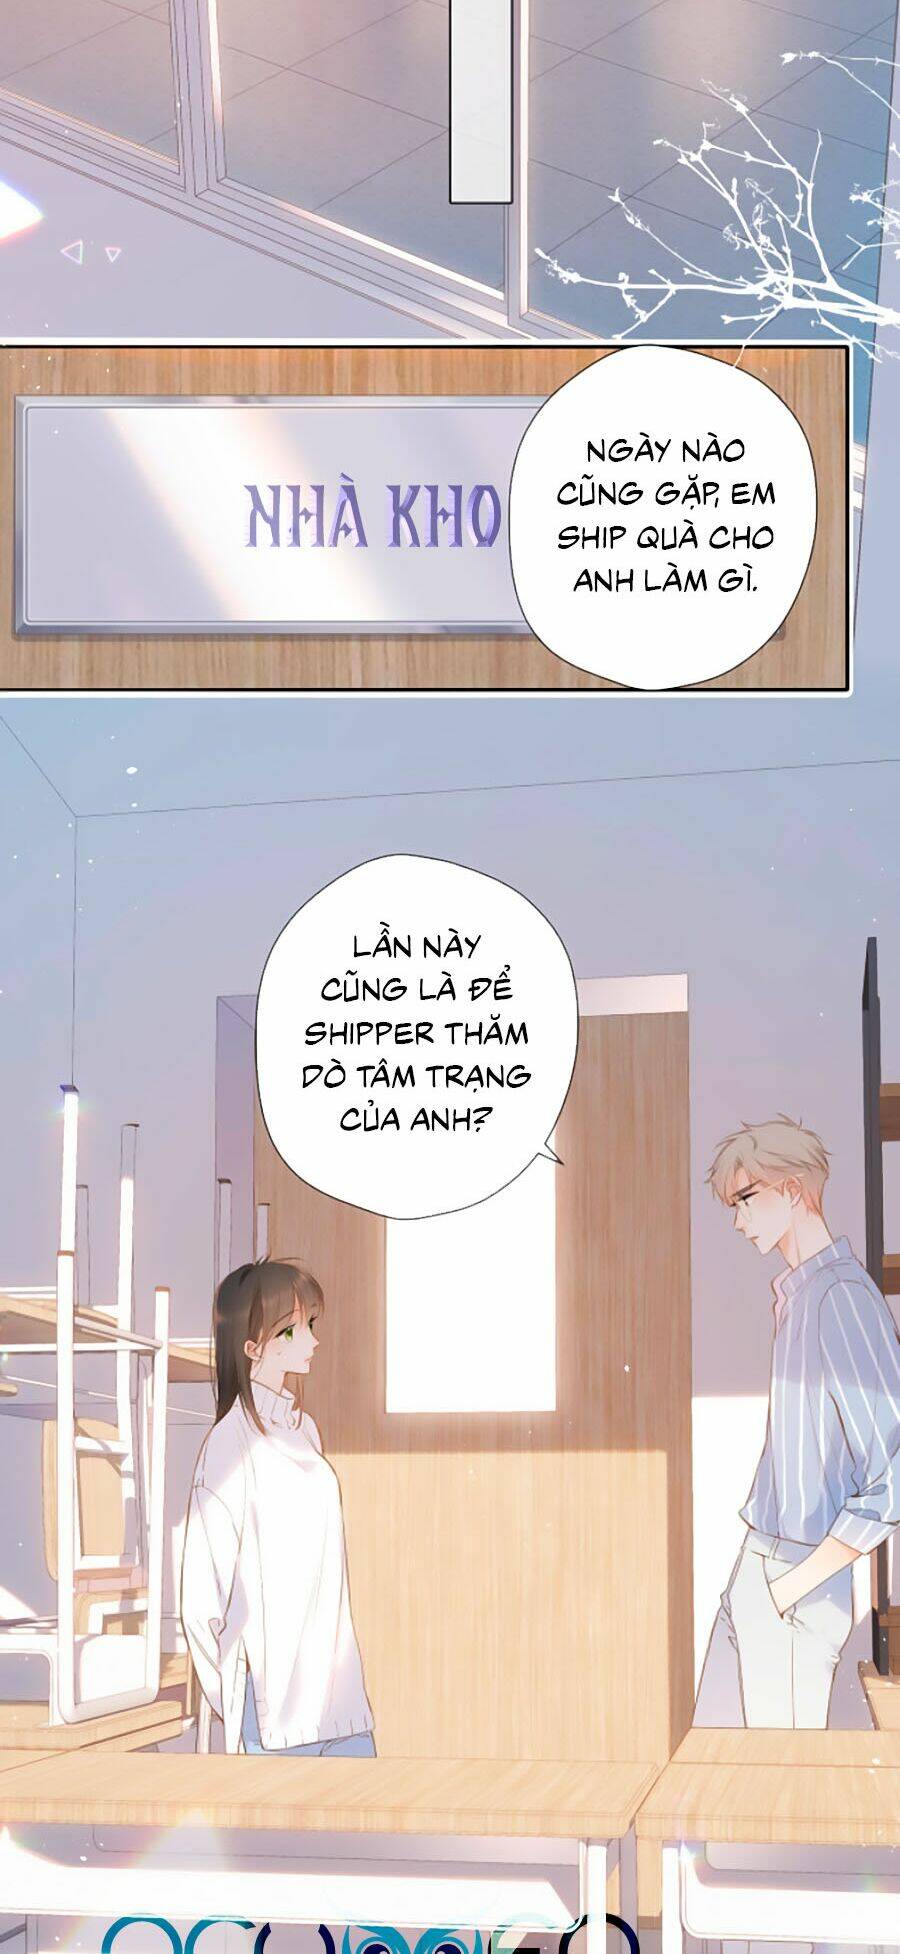 NHÀ KHO
NGÀY NÀO
CŨNG GẶP, EM
SHIP QUÀ CHO
ANH LÀM GÌ.
LẦN NÀY
CŨNG LÀ ĐỂ
SHIPPER THĂM
DÒ TÂM TRẠNG
CỦA ANH?